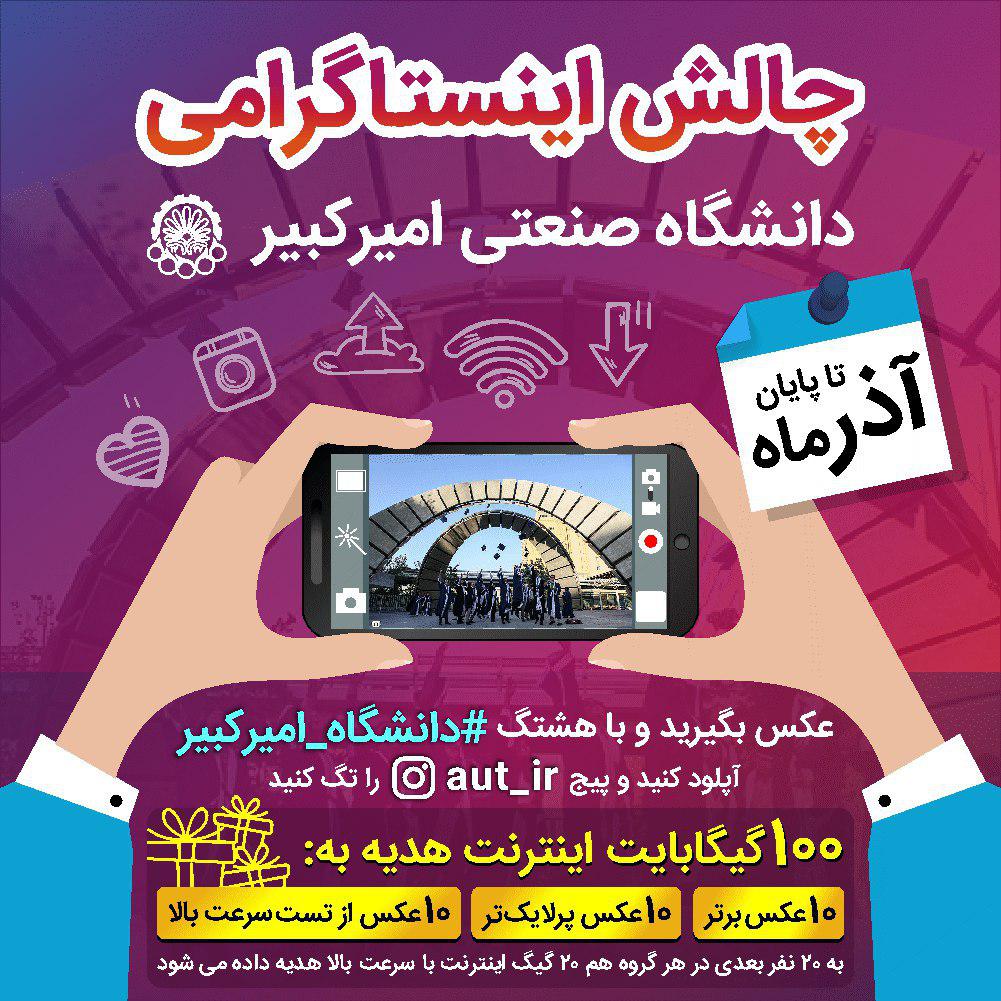 چالش اینستاگرامی
دانشگاه صنعتی امیرکبیر
تا پایان
آذرماه
عکس بگیرید و با هشتگ #دانشگاه_امیرکبیر
آپلود کنید و پیج aut_ir را تگ کنید
۱۰۰ گیگابایت اینترنت هدیه به:
۱۰ عکس برتر
۱۰ عکس پرلایک‌تر
۱۰ عکس از تست سرعت بالا
به ۲۰ نفر بعدی در هر گروه هم ۲۰ گیگ اینترنت با سرعت بالا هدیه داده می شود